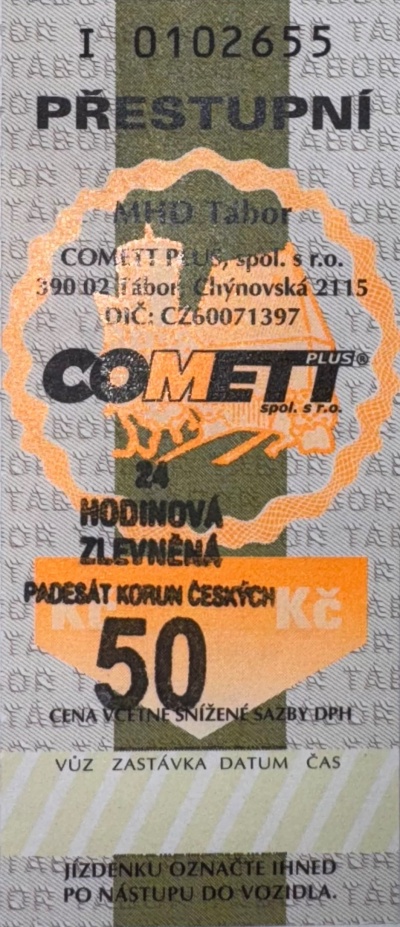 I 0102655
PŘESTUPNÍ
MHD Tábor
COMETT PLUS, spol. s r.o.
390 02 Tábor, Chýnovská 2115
DIČ: CZ60071397
COMETT PLUS®
spol. s r.o.
24
HODINOVÁ
ZLEVNĚNÁ
PADESÁT KORUN ČESKÝCH
Kč Kč
50
CENA VČETNĚ SNÍŽENÉ SAZBY DPH
VŮZ ZASTÁVKA DATUM ČAS
JÍZDENKU OZNAČTE IHNED
PO NÁSTUPU DO VOZIDLA.